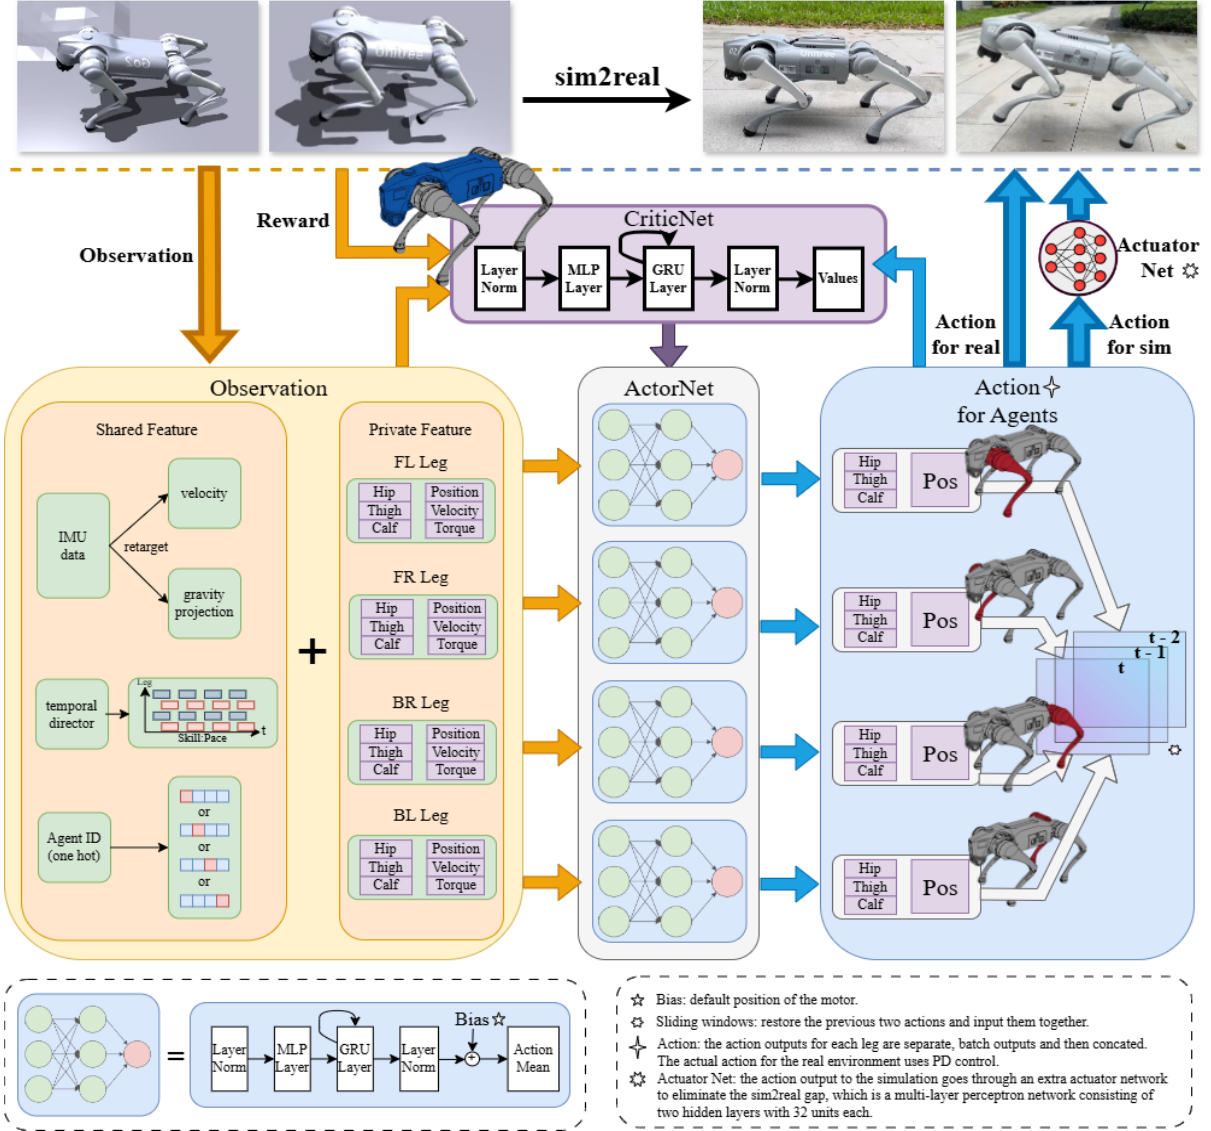 sim2real
Reward
Observation
CriticNet
Layer
Norm
MLP
Layer
GRU
Layer
Layer
Norm
Values
Actuator
Net
Action
for real
Action
for sim
Observation
Shared Feature
IMU
data
retarget
velocity
gravity
projection
temporal
director
Leg
t
Skill:Pace
Agent ID
(one hot)
or
or
or
+
Private Feature
FL Leg
Hip
Thigh
Calf
Position
Velocity
Torque
FR Leg
Hip
Thigh
Calf
Position
Velocity
Torque
BR Leg
Hip
Thigh
Calf
Position
Velocity
Torque
BL Leg
Hip
Thigh
Calf
Position
Velocity
Torque
ActorNet
Action
for Agents
Hip
Thigh
Calf
Pos
Hip
Thigh
Calf
Pos
Hip
Thigh
Calf
Pos
Hip
Thigh
Calf
Pos
t - 2
t - 1
t
=
Layer
Norm
MLP
Layer
GRU
Layer
Layer
Norm
Bias
+
Action
Mean
Bias: default position of the motor.
Sliding windows: restore the previous two actions and input them together.
Action: the action outputs for each leg are separate, batch outputs and then concated.
The actual action for the real environment uses PD control.
Actuator Net: the action output to the simulation goes through an extra actuator network
to eliminate the sim2real gap, which is a multi-layer perceptron network consisting of
two hidden layers with 32 units each.